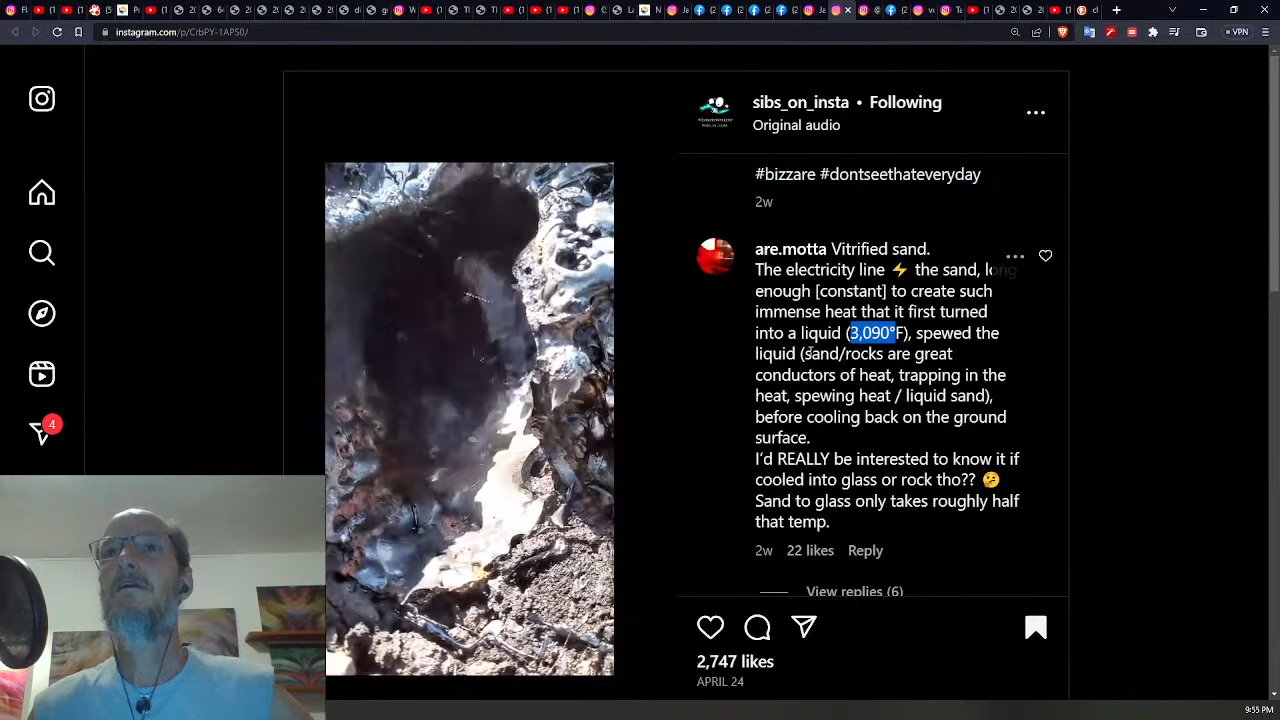 instagram.com/p/CrbPY-1APS0/
VPN
sibs_on_insta • Following
Original audio
#bizzare #dontseethateveryday
2w
are.motta Vitrified sand.
The electricity line ⚡ the sand, long
enough [constant] to create such
immense heat that it first turned
into a liquid (3,090°F), spewed the
liquid (sand/rocks are great
conductors of heat, trapping in the
heat, spewing heat / liquid sand),
before cooling back on the ground
surface.
I'd REALLY be interested to know it if
cooled into glass or rock tho?? 🤔
Sand to glass only takes roughly half
that temp.
2w 22 likes Reply
View replies (6)
4
2,747 likes
APRIL 24
9:55 PM